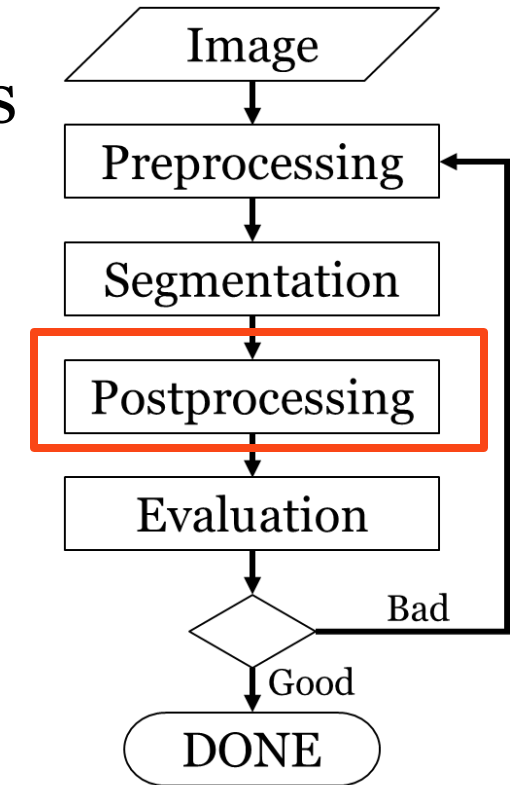 Image
s
Preprocessing
Segmentation
Postprocessing
Evaluation
Bad
Good
DONE